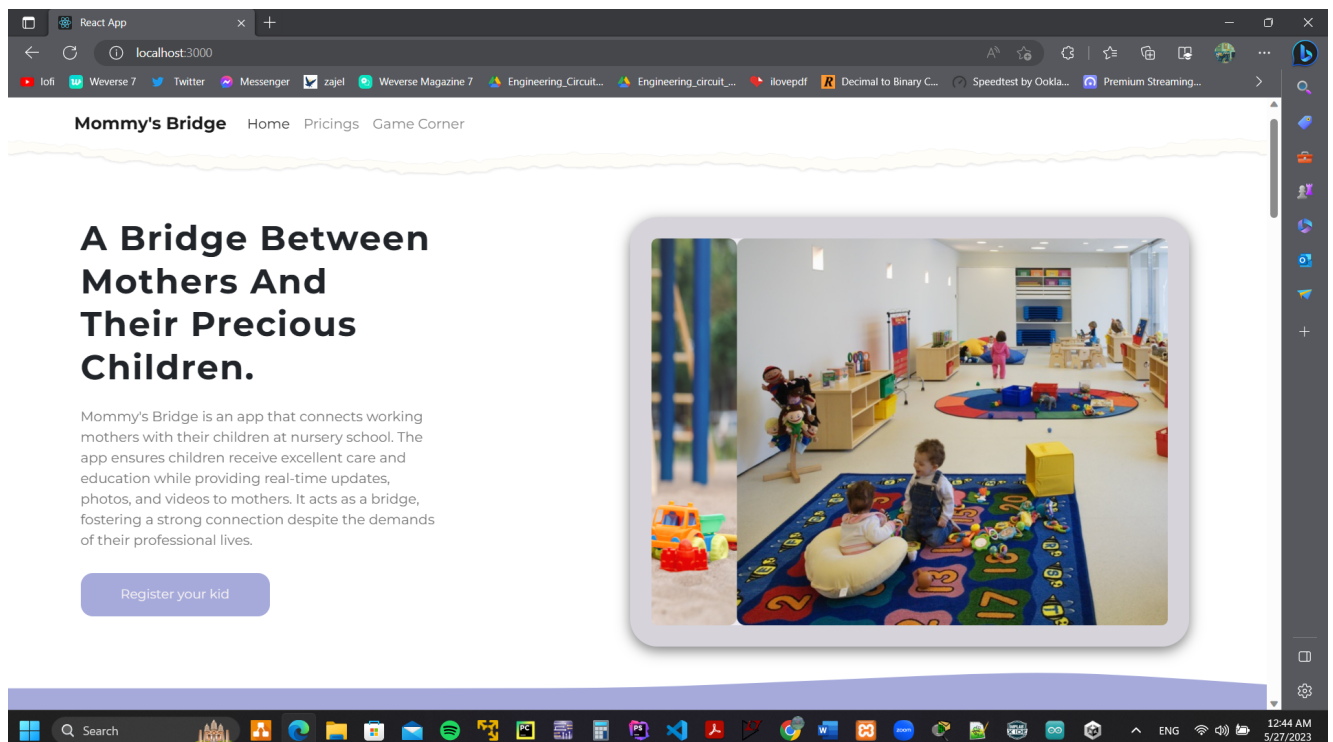 React App
localhost:3000
lofi Weverse 7 Twitter Messenger zajel Weverse Magazine 7 Engineering_Circuit... Engineering_circuit_... ilovepdf Decimal to Binary C... Speedtest by Ookla... Premium Streaming...
Mommy's Bridge Home Pricings Game Corner
A Bridge Between
Mothers And
Their Precious
Children.
Mommy's Bridge is an app that connects working
mothers with their children at nursery school. The
app ensures children receive excellent care and
education while providing real-time updates,
photos, and videos to mothers. It acts as a bridge,
fostering a strong connection despite the demands
of their professional lives.
Register your kid
Search
ENG
12:44 AM
5/27/2023